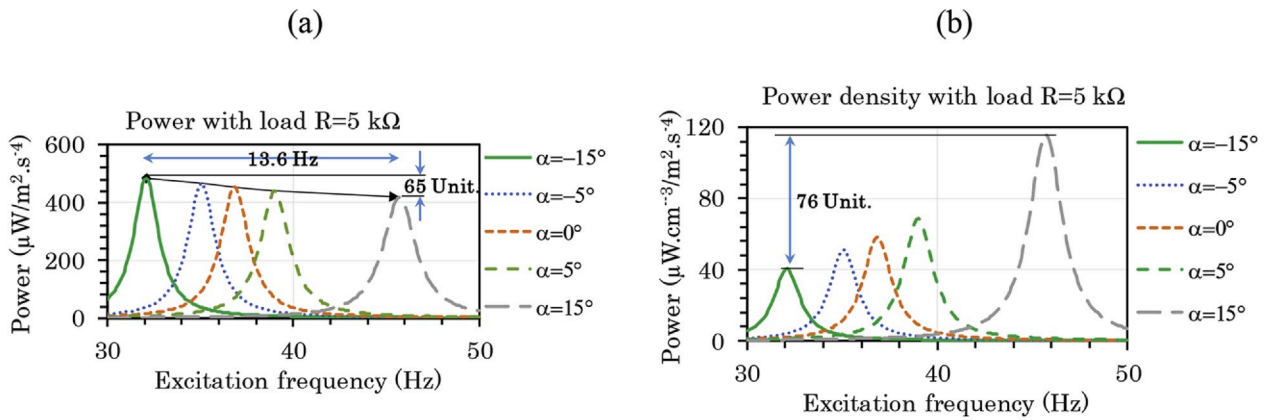 (a)
Power with load R=5 kΩ
600
400
200
0
30
40
50
Power (μW/m².s⁻⁴)
Excitation frequency (Hz)
13.6 Hz
65 Unit.
α=−15°
α=−5°
α=0°
α=5°
α=15°
(b)
Power density with load R=5 kΩ
120
80
40
0
30
40
50
Power (μW.cm⁻³/m².s⁻⁴)
Excitation frequency (Hz)
76 Unit.
α=−15°
α=−5°
α=0°
α=5°
α=15°